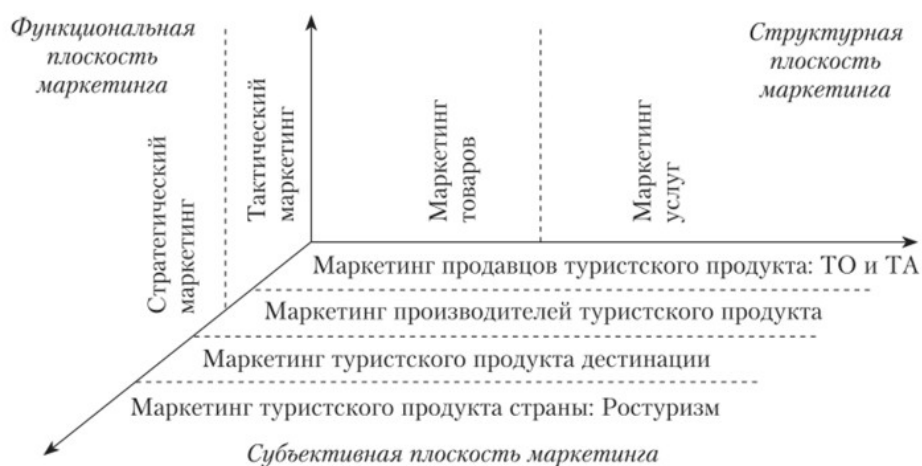 Функциональная
плоскость
маркетинга
Структурная
плоскость
маркетинга
Стратегический
маркетинг
Тактический
маркетинг
Маркетинг
товаров
Маркетинг
услуг
Маркетинг продавцов туристского продукта: ТО и ТА
Маркетинг производителей туристского продукта
Маркетинг туристского продукта дестинации
Маркетинг туристского продукта страны: Ростуризм
Субъективная плоскость маркетинга